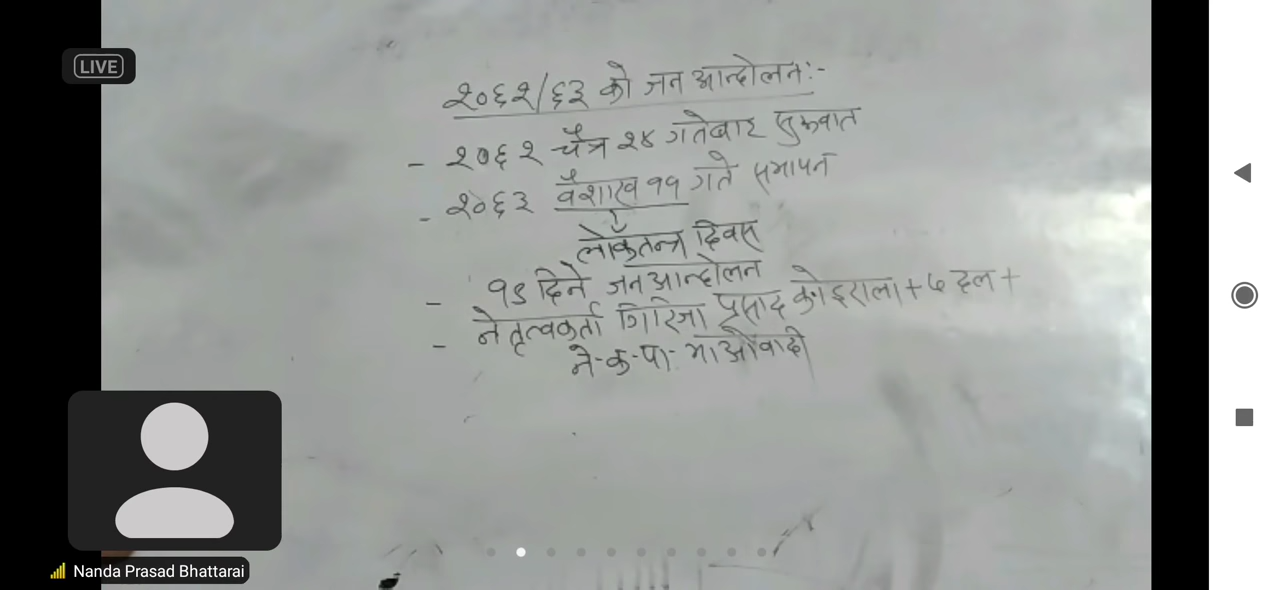 LIVE
२०६२/६३ को जन आन्दोलन:-
- २०६२ चैत्र २४ गतेबाट सुरुवात
- २०६३ वैशाख ११ गते समापन
लोकतन्त्र दिवस
- १९ दिने जनआन्दोलन
- नेतृत्वकर्ता गिरिजा प्रसाद कोइराला + ७ दल +
ने-क-पा- माओवादी
Nanda Prasad Bhattarai